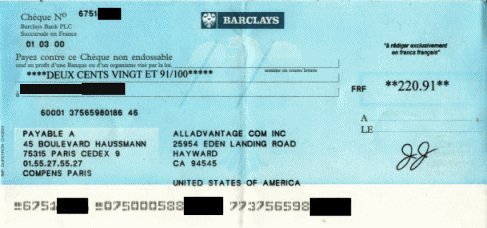 Chèque Nº 6751
Barclays Bank PLC
Succursale en France
01 03 00
BARCLAYS
Payez contre ce Chèque non endossable
sauf au profit d'une Banque ou d'un organisme visé par la loi.
****DEUX CENTS VINGT ET 91/100*****
somme en toutes lettres
à
*à rédiger exclusivement
en francs français*
FRF **220.91**
60001 37565980186 46
A
LE
PAYABLE A
45 BOULEVARD HAUSSMANN
75315 PARIS CEDEX 9
01.55.27.55.27
COMPENS PARIS
ALLADVANTAGE COM INC
25954 EDEN LANDING ROAD
HAYWARD
CA 94545
UNITED STATES OF AMERICA
6751 075000588 773756598